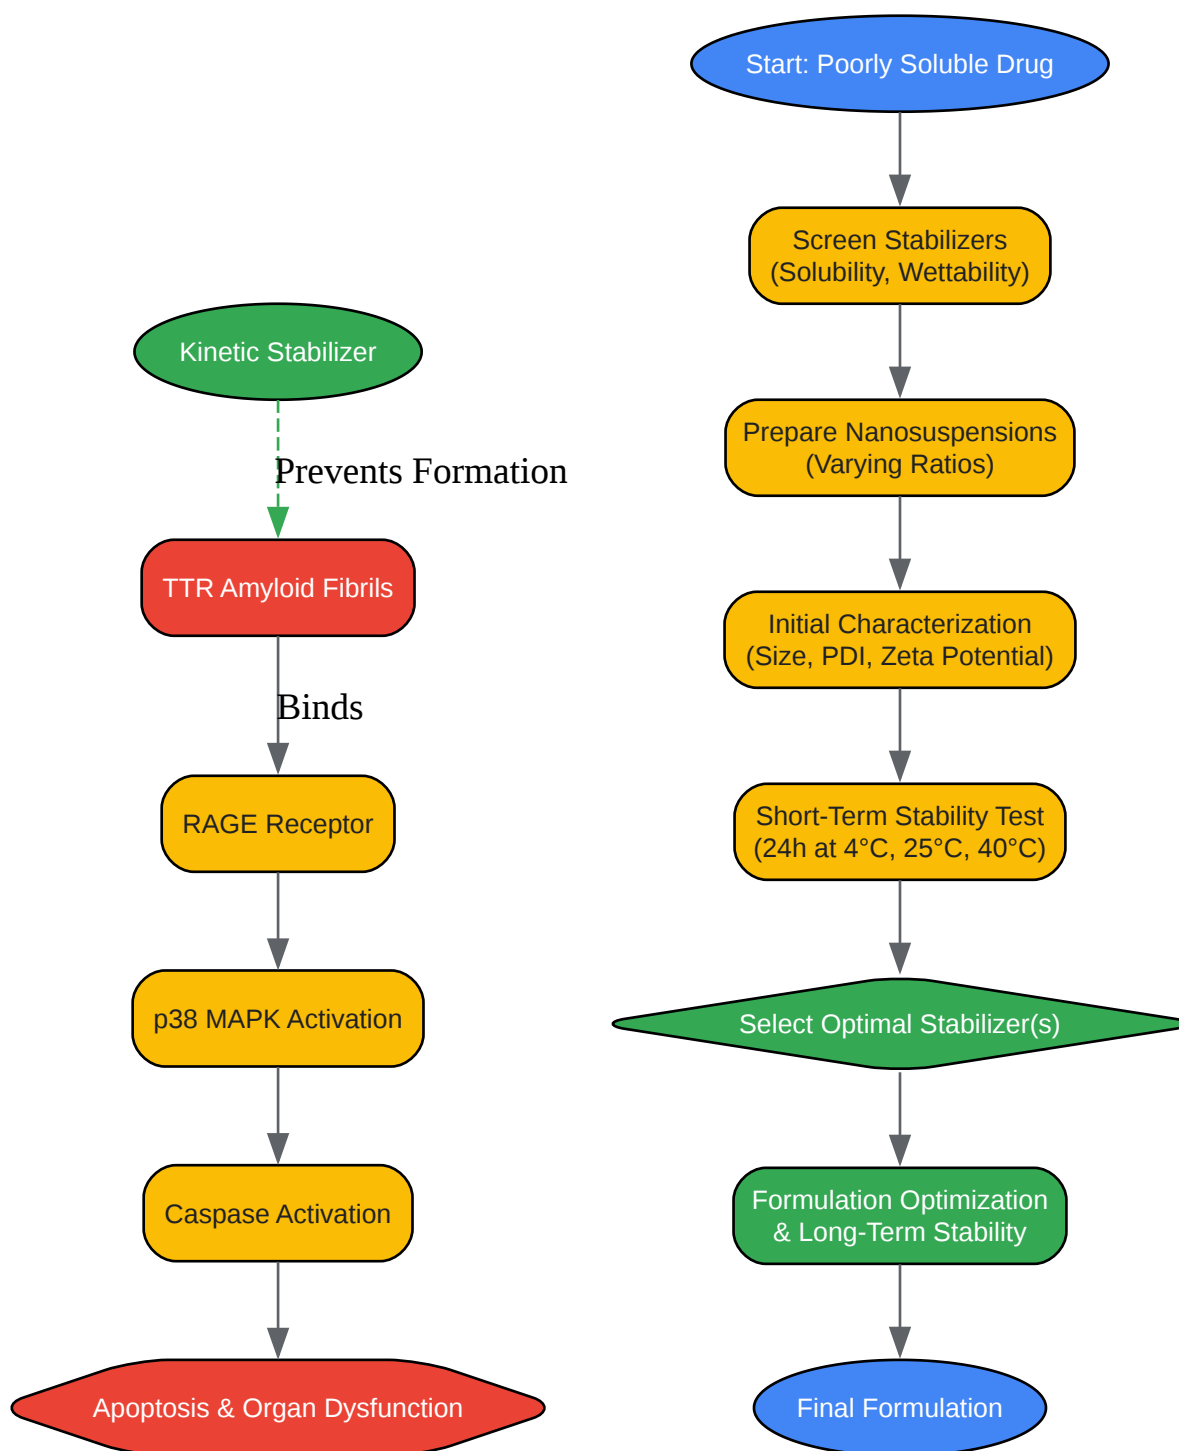 Kinetic Stabilizer
Prevents Formation
TTR Amyloid Fibrils
Binds
RAGE Receptor
p38 MAPK Activation
Caspase Activation
Apoptosis & Organ Dysfunction
Start: Poorly Soluble Drug
Screen Stabilizers
(Solubility, Wettability)
Prepare Nanosuspensions
(Varying Ratios)
Initial Characterization
(Size, PDI, Zeta Potential)
Short-Term Stability Test
(24h at 4°C, 25°C, 40°C)
Select Optimal Stabilizer(s)
Formulation Optimization
& Long-Term Stability
Final Formulation